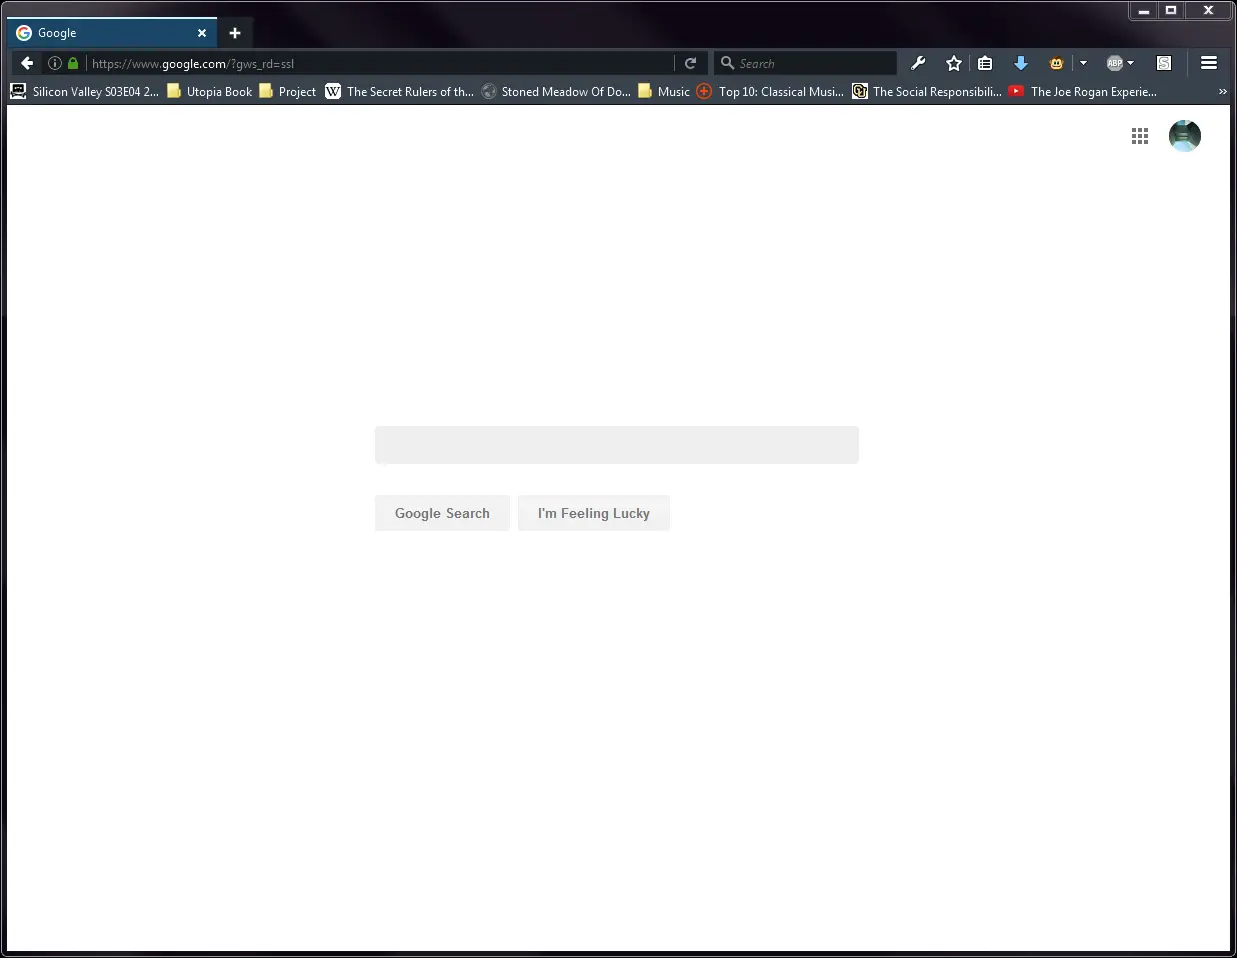 Google
https://www.google.com/?gws_rd=ssl
Search
ABP
S
Silicon Valley S03E04 2... Utopia Book Project W The Secret Rulers of th... Stoned Meadow Of Do... Music Top 10: Classical Musi... The Social Responsibili... The Joe Rogan Experie...
Google Search I'm Feeling Lucky